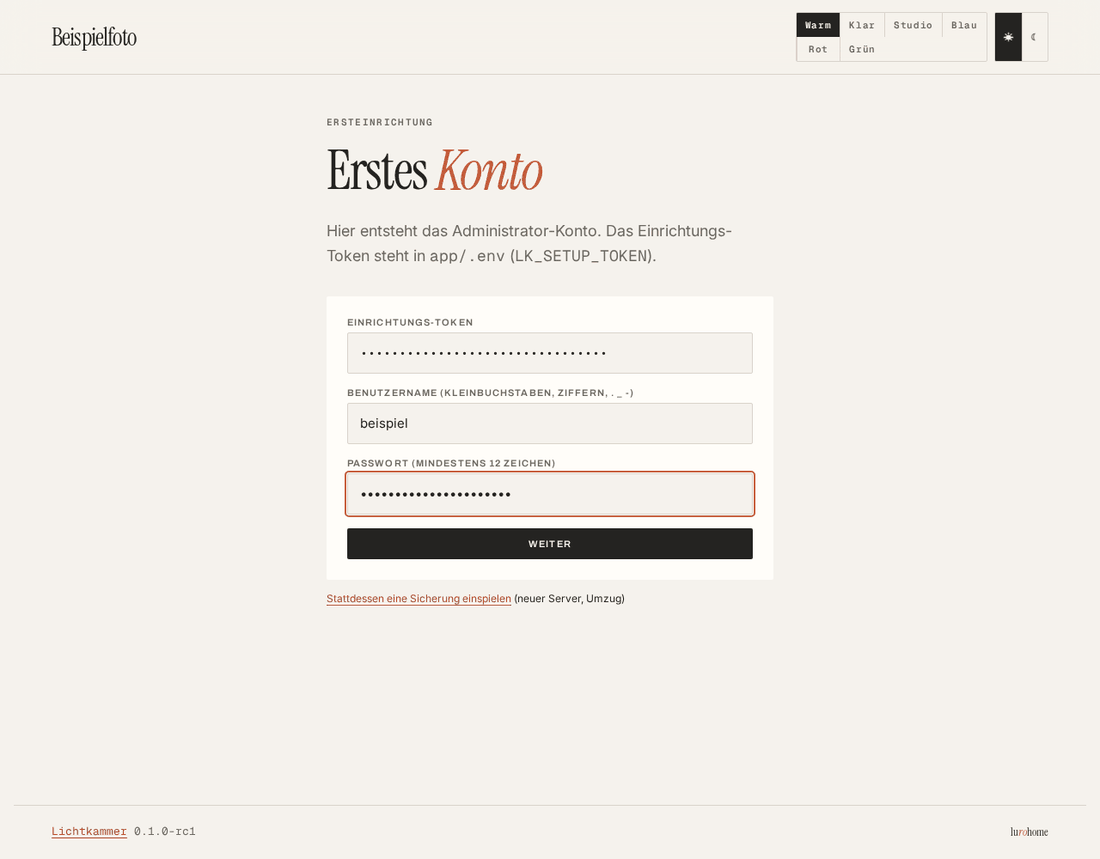 Beispielfoto
Warm Klar Studio Blau
Rot Grün
ERSTEINRICHTUNG
Erstes Konto
Hier entsteht das Administrator-Konto. Das Einrichtungs-
Token steht in app/.env (LK_SETUP_TOKEN).
EINRICHTUNGS-TOKEN
BENUTZERNAME (KLEINBUCHSTABEN, ZIFFERN, . _ -)
beispiel
PASSWORT (MINDESTENS 12 ZEICHEN)
WEITER
Stattdessen eine Sicherung einspielen (neuer Server, Umzug)
Lichtkammer 0.1.0-rc1
lurohome